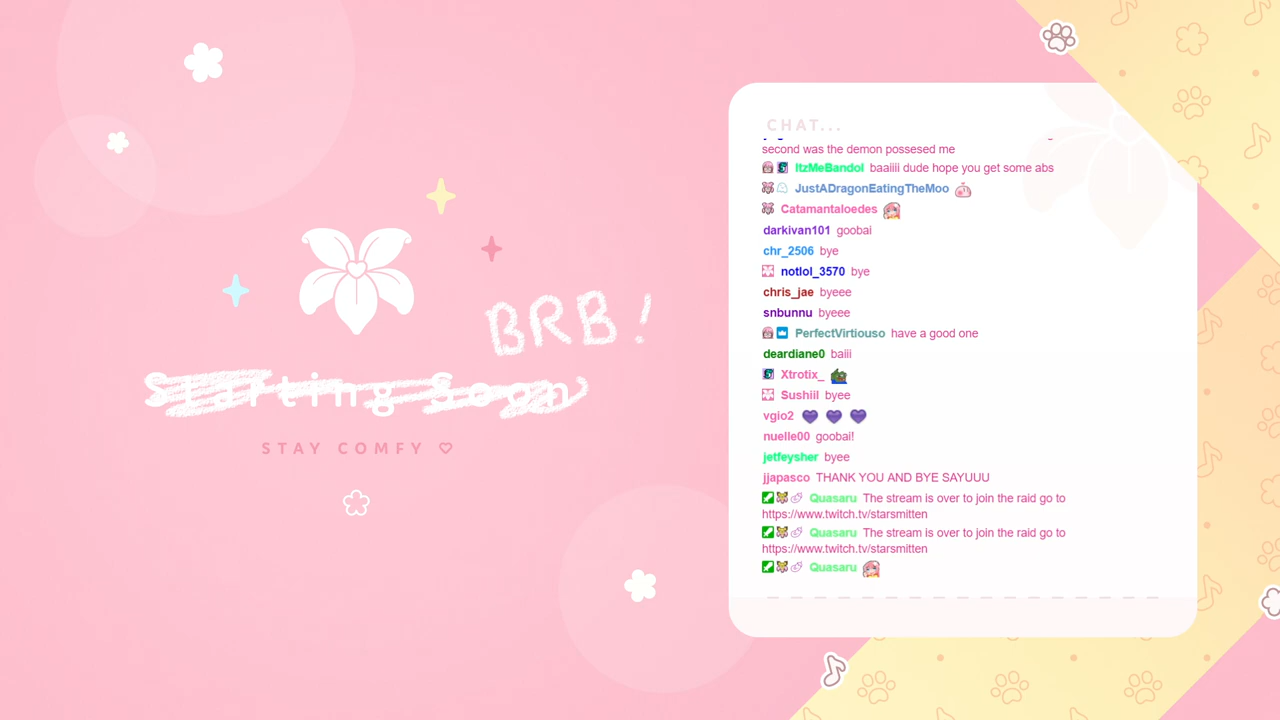 BRB!
Starting Soon
STAY COMFY ♡
CHAT...
second was the demon possesed me
ItzMeBandol baaiiii dude hope you get some abs
JustADragonEatingTheMoo
Catamantaloedes
darkivan101 goobai
chr_2506 bye
notlol_3570 bye
chris_jae byeee
snbunnu byeee
PerfectVirtiouso have a good one
deardiane0 baiii
Xtrotix_
Sushiil byee
vgio2 💜 💜 💜
nuelle00 goobai!
jetfeysher byee
jjapasco THANK YOU AND BYE SAYUUU
Quasaru The stream is over to join the raid go to
https://www.twitch.tv/starsmitten
Quasaru The stream is over to join the raid go to
https://www.twitch.tv/starsmitten
Quasaru